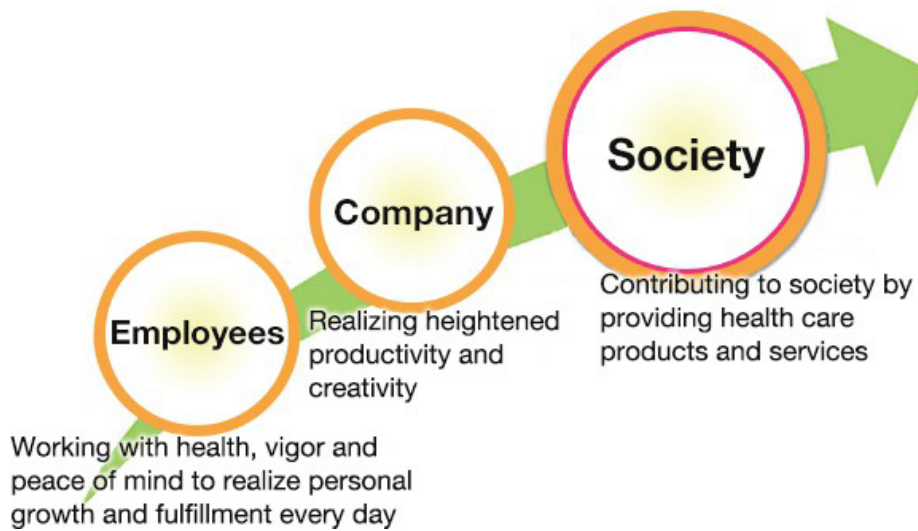 Society
Contributing to society by
providing health care
products and services
Company
Realizing heightened
productivity and
creativity
Employees
Working with health, vigor and
peace of mind to realize personal
growth and fulfillment every day